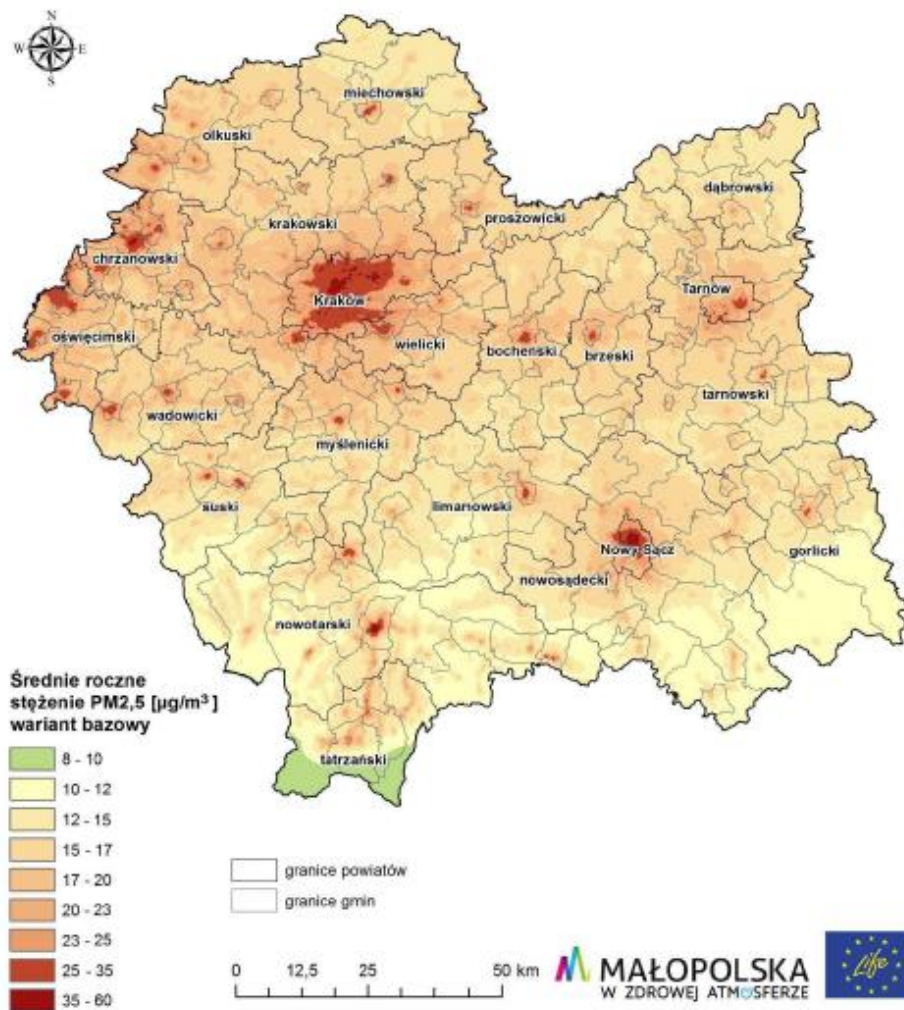 N
W E
S
miechowski
olkuski
dąbrowski
krakowski
proszowicki
chrzanowski
Tarnów
Kraków
oświęcimski
wielicki
bocheński
brzeski
tarnowski
wadowicki
myślenicki
suski
limanowski
Nowy Sącz
gorlicki
nowosądecki
nowotarski
tatrzański
Średnie roczne
stężenie PM2,5 [µg/m³]
wariant bazowy
8 - 10
10 - 12
12 - 15
15 - 17
17 - 20
20 - 23
23 - 25
25 - 35
35 - 60
granice powiatów
granice gmin
0 12,5 25 50 km
MAŁOPOLSKA
W ZDROWEJ ATMOSFERZE
Life